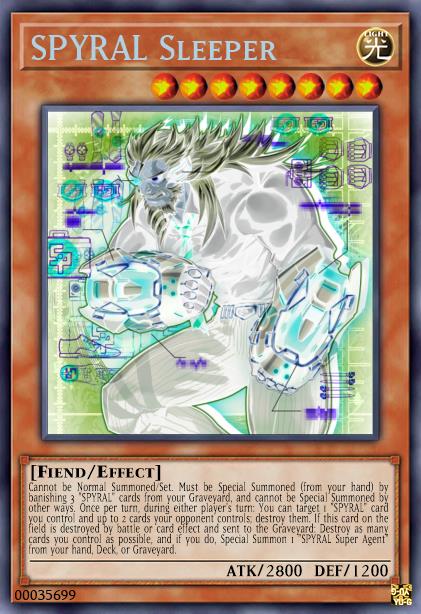 SPYRAL SLEEPER
LIGHT
光
[FIEND/EFFECT]
Cannot be Normal Summoned/Set. Must be Special Summoned (from your hand) by
banishing 3 "SPYRAL" cards from your Graveyard, and cannot be Special Summoned by
other ways. Once per turn, during either player's turn: You can target 1 "SPYRAL" card
you control and up to 2 cards your opponent controls; destroy them. If this card on the
field is destroyed by battle or card effect and sent to the Graveyard: Destroy as many
cards you control as possible, and if you do, Special Summon 1 "SPYRAL Super Agent"
from your hand, Deck, or Graveyard.
ATK/2800 DEF/1200
00035699